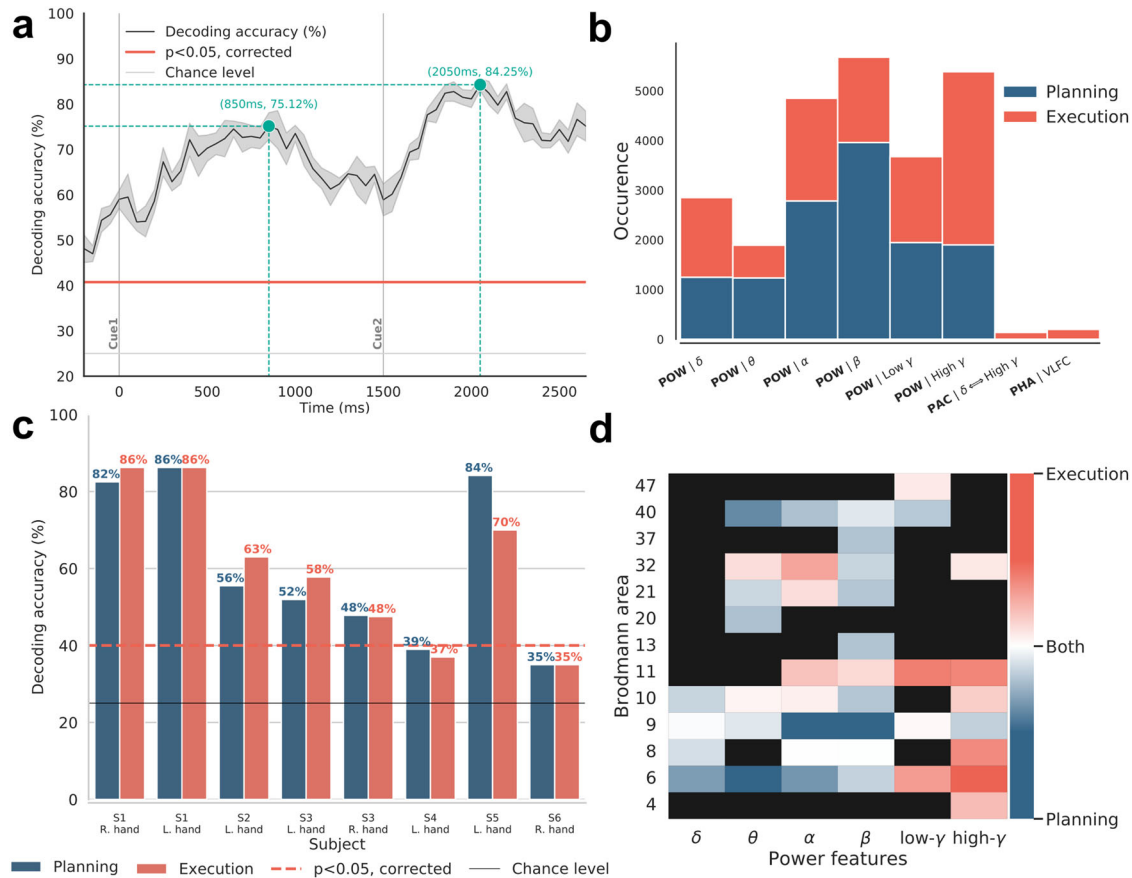 a
100
90
80
70
60
50
40
30
20
Decoding accuracy (%)
Decoding accuracy (%)
p<0.05, corrected
Chance level
(850ms, 75.12%)
(2050ms, 84.25%)
Cue1
Cue2
0
500
1000
1500
2000
2500
Time (ms)
b
5000
4000
3000
2000
1000
0
Occurence
Planning
Execution
POW | δ
POW | θ
POW | α
POW | β
POW | Low γ
POW | High γ
PAC | δ ⟺ High γ
PHA | VLFC
c
100
80
60
40
20
0
Decoding accuracy (%)
82%
86%
86%
86%
56%
63%
52%
58%
48%
48%
39%
37%
84%
70%
35%
35%
S1
R. hand
S1
L. hand
S2
L. hand
S3
L. hand
S3
R. hand
S4
L. hand
S5
L. hand
S6
R. hand
Subject
Planning
Execution
p<0.05, corrected
Chance level
d
47
40
37
32
21
20
13
11
10
9
8
6
4
Brodmann area
δ
θ
α
β
low-γ
high-γ
Power features
Execution
Both
Planning